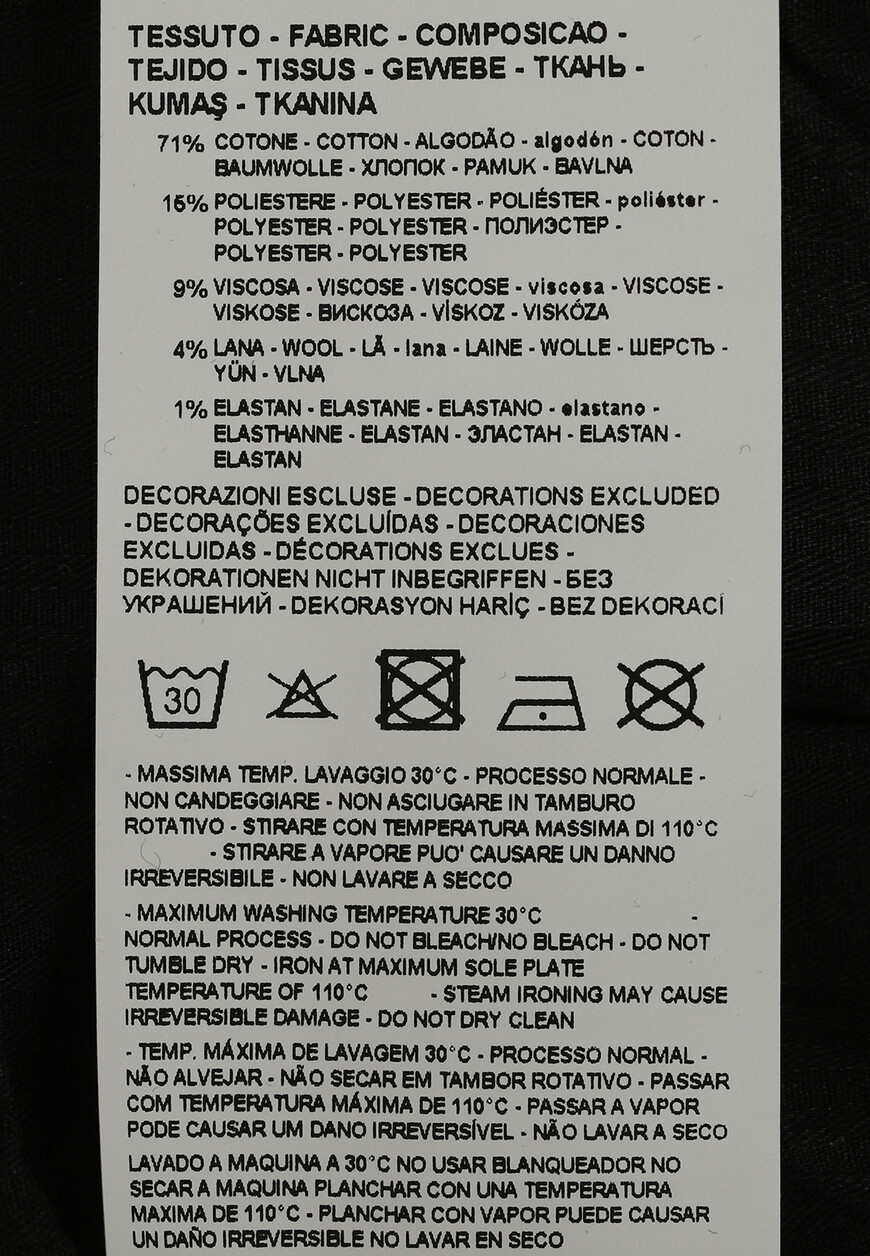 TESSUTO - FABRIC - COMPOSICAO -
TEJIDO - TISSUS - GEWEBE - ТКАНЬ -
KUMAŞ - TKANINA
71% COTONE - COTTON - ALGODÃO - algodón - COTON -
BAUMWOLLE - ХЛОПОК - PAMUK - BAVLNA
15% POLIESTERE - POLYESTER - POLIÉSTER - poliéster -
POLYESTER - POLYESTER - ПОЛИЭСТЕР -
POLYESTER - POLYESTER
9% VISCOSA - VISCOSE - VISCOSE - viscosa - VISCOSE -
VISKOSE - ВИСКОЗА - VİSKOZ - VISKÓZA
4% LANA - WOOL - LÃ - lana - LAINE - WOLLE - ШЕРСТЬ -
YÜN - VLNA
1% ELASTAN - ELASTANE - ELASTANO - elastano -
ELASTHANNE - ELASTAN - ЭЛАСТАН - ELASTAN -
ELASTAN
DECORAZIONI ESCLUSE - DECORATIONS EXCLUDED
- DECORAÇÕES EXCLUÍDAS - DECORACIONES
EXCLUIDAS - DÉCORATIONS EXCLUES -
DEKORATIONEN NICHT INBEGRIFFEN - БЕЗ
УКРАШЕНИЙ - DEKORASYON HARİÇ - BEZ DEKORACÍ
30
- MASSIMA TEMP. LAVAGGIO 30°C - PROCESSO NORMALE -
NON CANDEGGIARE - NON ASCIUGARE IN TAMBURO
ROTATIVO - STIRARE CON TEMPERATURA MASSIMA DI 110°C
- STIRARE A VAPORE PUO' CAUSARE UN DANNO
IRREVERSIBILE - NON LAVARE A SECCO
- MAXIMUM WASHING TEMPERATURE 30°C -
NORMAL PROCESS - DO NOT BLEACH/NO BLEACH - DO NOT
TUMBLE DRY - IRON AT MAXIMUM SOLE PLATE
TEMPERATURE OF 110°C - STEAM IRONING MAY CAUSE
IRREVERSIBLE DAMAGE - DO NOT DRY CLEAN
- TEMP. MÁXIMA DE LAVAGEM 30°C - PROCESSO NORMAL -
NÃO ALVEJAR - NÃO SECAR EM TAMBOR ROTATIVO - PASSAR
COM TEMPERATURA MÁXIMA DE 110°C - PASSAR A VAPOR
PODE CAUSAR UM DANO IRREVERSÍVEL - NÃO LAVAR A SECO
LAVADO A MAQUINA A 30°C NO USAR BLANQUEADOR NO
SECAR A MAQUINA PLANCHAR CON UNA TEMPERATURA
MAXIMA DE 110°C - PLANCHAR CON VAPOR PUEDE CAUSAR
UN DAÑO IRREVERSIBLE NO LAVAR EN SECO